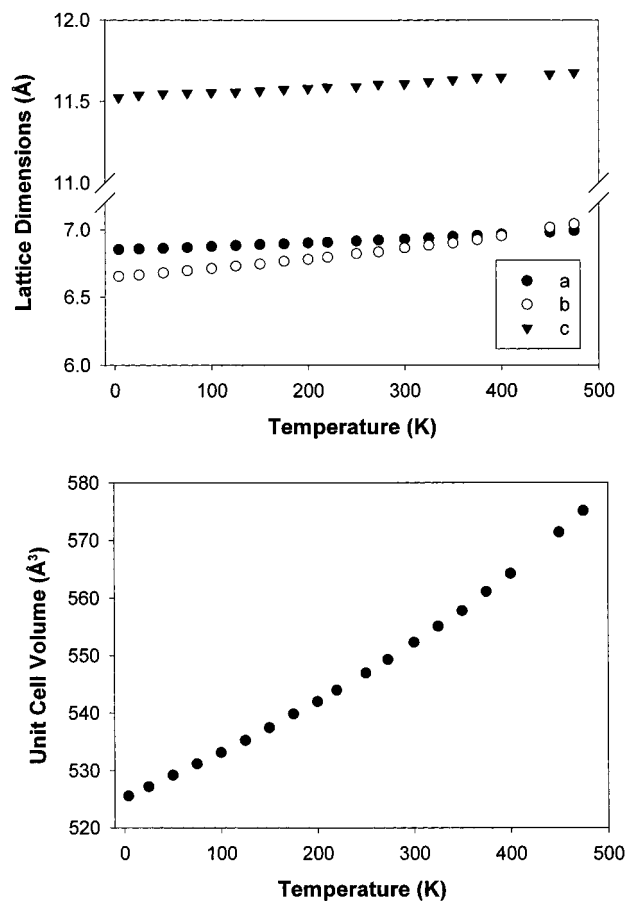 12.0
11.5
11.0
7.0
6.5
6.0
Lattice Dimensions (Å)
a
b
c
0 100 200 300 400 500
Temperature (K)
580
570
560
550
540
530
520
Unit Cell Volume (Å³)
0 100 200 300 400 500
Temperature (K)